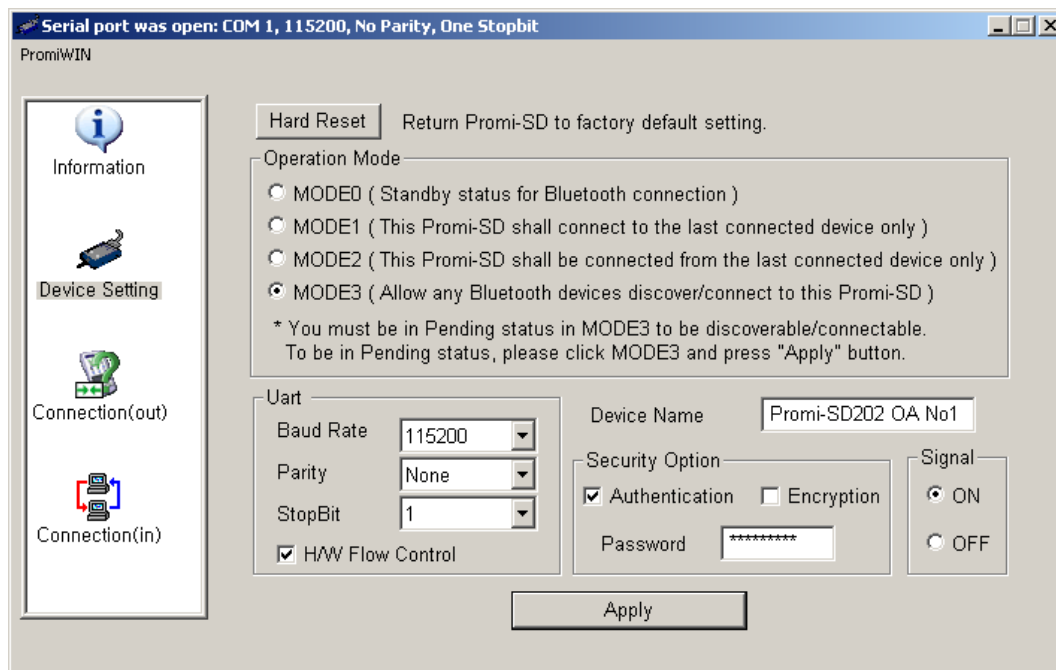 Serial port was open: COM 1, 115200, No Parity, One Stopbit
PromiWIN
Information
Device Setting
Connection(out)
Connection(in)
Hard Reset
Return Promi-SD to factory default setting.
Operation Mode
MODE0 ( Standby status for Bluetooth connection )
MODE1 ( This Promi-SD shall connect to the last connected device only )
MODE2 ( This Promi-SD shall be connected from the last connected device only )
MODE3 ( Allow any Bluetooth devices discover/connect to this Promi-SD )
* You must be in Pending status in MODE3 to be discoverable/connectable.
To be in Pending status, please click MODE3 and press "Apply" button.
Uart
Baud Rate 115200
Parity None
StopBit 1
H/W Flow Control
Device Name Promi-SD202 OA No1
Security Option
Authentication Encryption
Password *********
Signal
ON
OFF
Apply